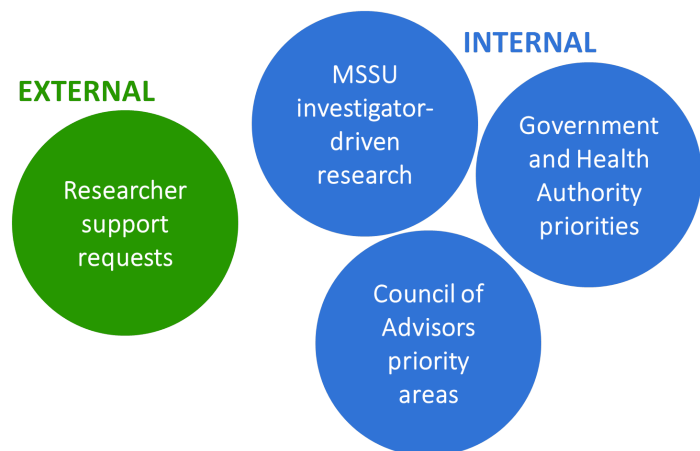 EXTERNAL
Researcher
support
requests
INTERNAL
MSSU
investigator-
driven
research
Government
and Health
Authority
priorities
Council of
Advisors
priority
areas